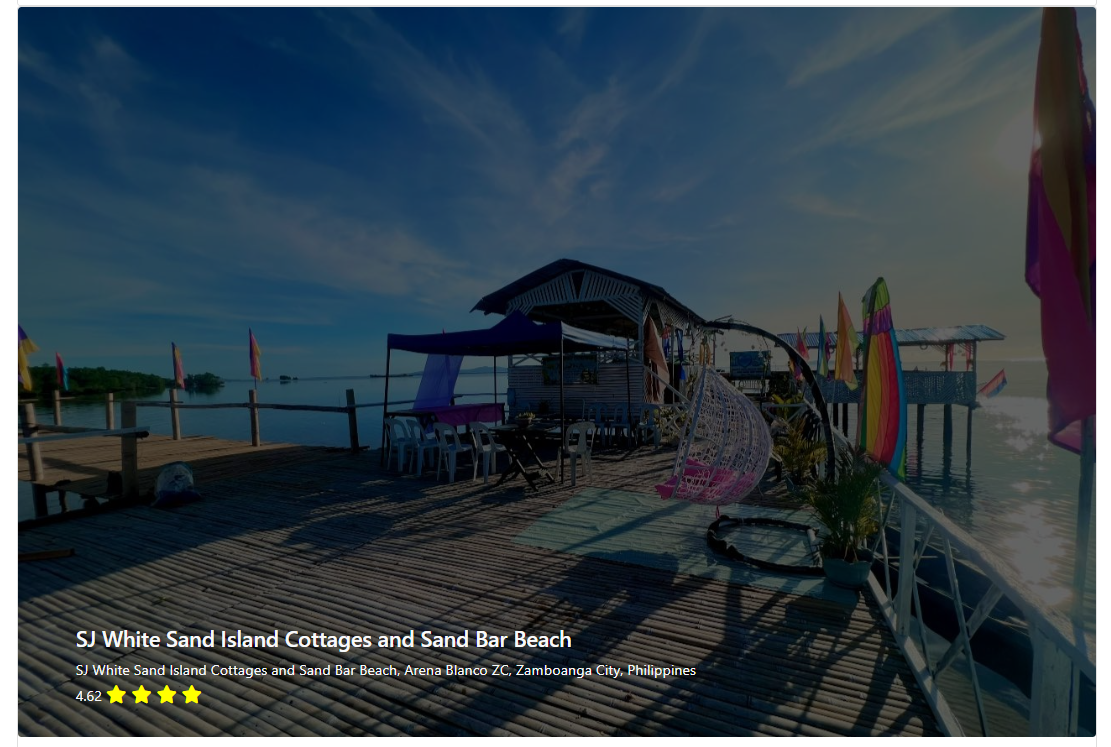 SJ White Sand Island Cottages and Sand Bar Beach
SJ White Sand Island Cottages and Sand Bar Beach, Arena Blanco ZC, Zamboanga City, Philippines
4.62